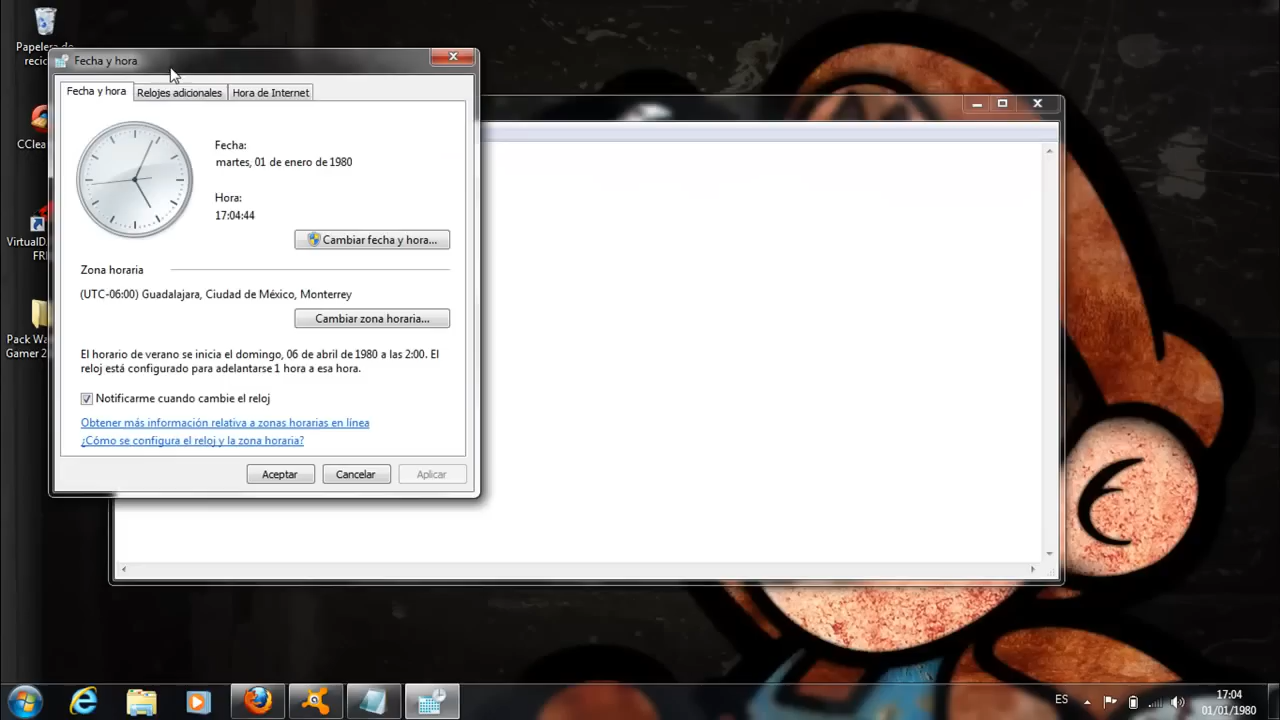 Papelera de
recic
CClea
VirtualD
FRE
Pack Wa
Gamer 2
Fecha y hora
Fecha y hora
Relojes adicionales
Hora de Internet
Fecha:
martes, 01 de enero de 1980
Hora:
17:04:44
Cambiar fecha y hora...
Zona horaria
(UTC-06:00) Guadalajara, Ciudad de México, Monterrey
Cambiar zona horaria...
El horario de verano se inicia el domingo, 06 de abril de 1980 a las 2:00. El
reloj está configurado para adelantarse 1 hora a esa hora.
Notificarme cuando cambie el reloj
Obtener más información relativa a zonas horarias en línea
¿Cómo se configura el reloj y la zona horaria?
Aceptar
Cancelar
Aplicar
ES
17:04
01/01/1980